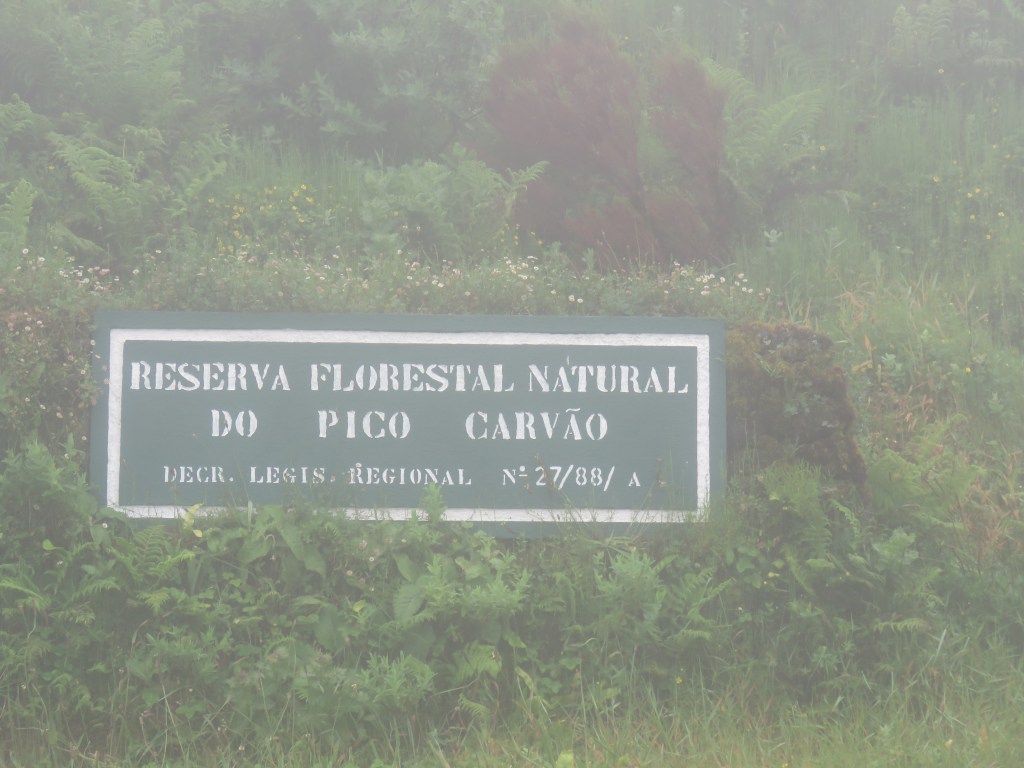 RESERVA FLORESTAL NATURAL
DO PICO CARVÃO
DECR. LEGIS. REGIONAL Nº 27/88/A